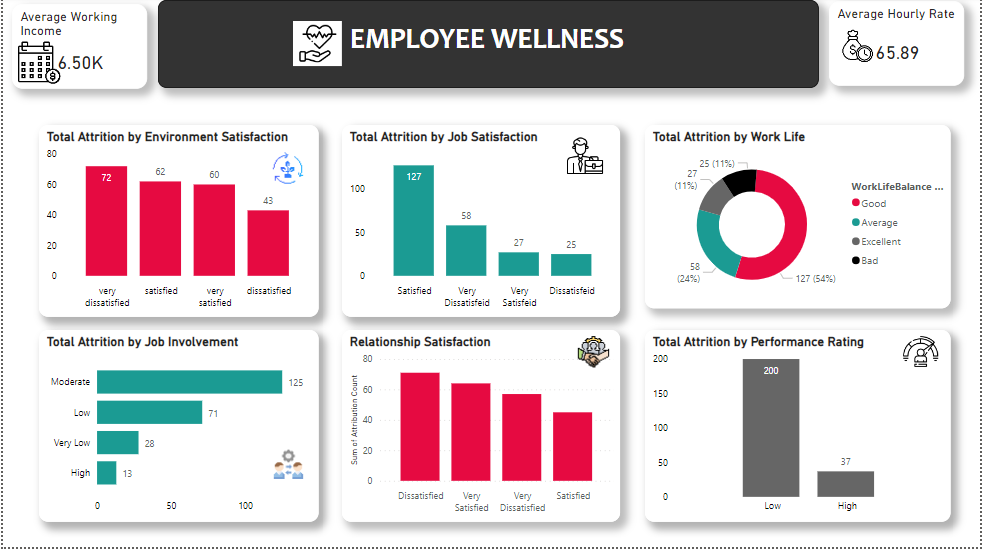 Average Working
Income
6.50K
EMPLOYEE WELLNESS
Average Hourly Rate
65.89
Total Attrition by Environment Satisfaction
80
60
40
20
0
72
62
60
43
very
dissatisfied
satisfied
very
satisfied
dissatisfied
Total Attrition by Job Satisfaction
100
50
0
127
58
27
25
Satisfied
Very
Dissatisfeid
Very
Satisfeid
Dissatisfeid
Total Attrition by Work Life
25 (11%)
27
(11%)
58
(24%)
127 (54%)
WorkLifeBalance ...
Good
Average
Excellent
Bad
Total Attrition by Job Involvement
Moderate
125
Low
71
Very Low
28
High
13
0
50
100
Relationship Satisfaction
Sum of Attribution Count
80
60
40
20
0
Dissatisfied
Very
Satisfied
Very
Dissatisfied
Satisfied
Total Attrition by Performance Rating
200
150
100
50
0
200
37
Low
High